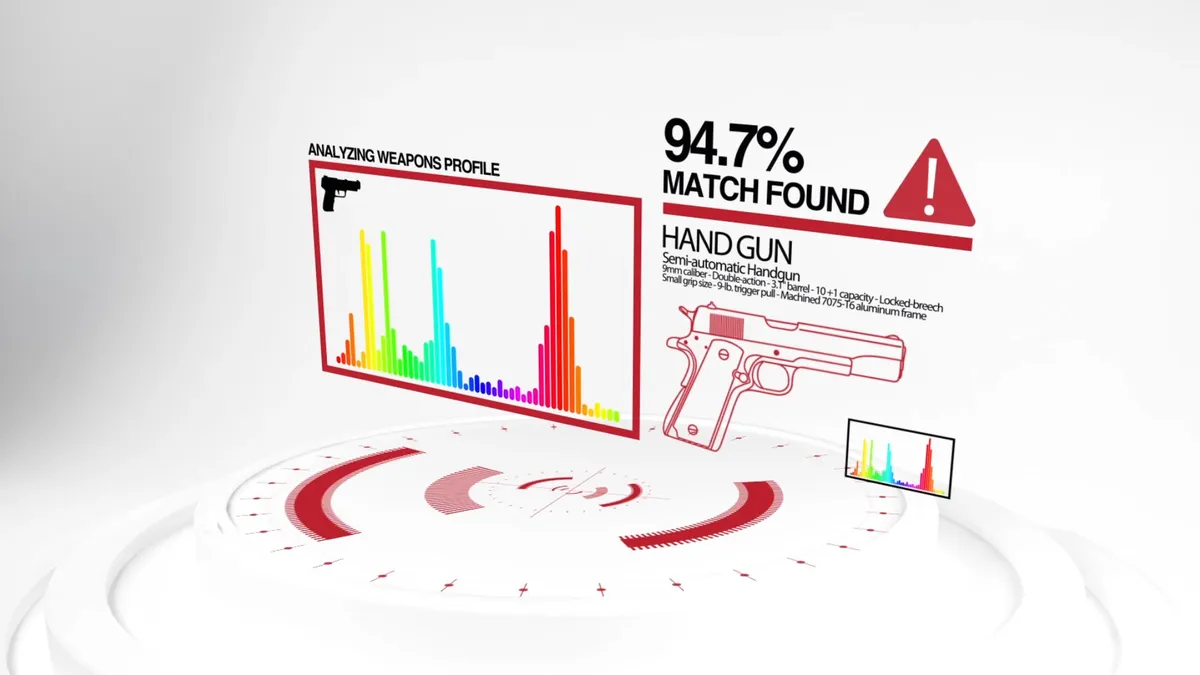 ANALYZING WEAPONS PROFILE
94.7%
MATCH FOUND
!
HAND GUN
Semi-automatic Handgun
9mm caliber - Double-action - 3.1" barrel - 10 +1 capacity - Locked-breech
Small grip size - 9-lb. trigger pull - Machined 7075-T6 aluminum frame